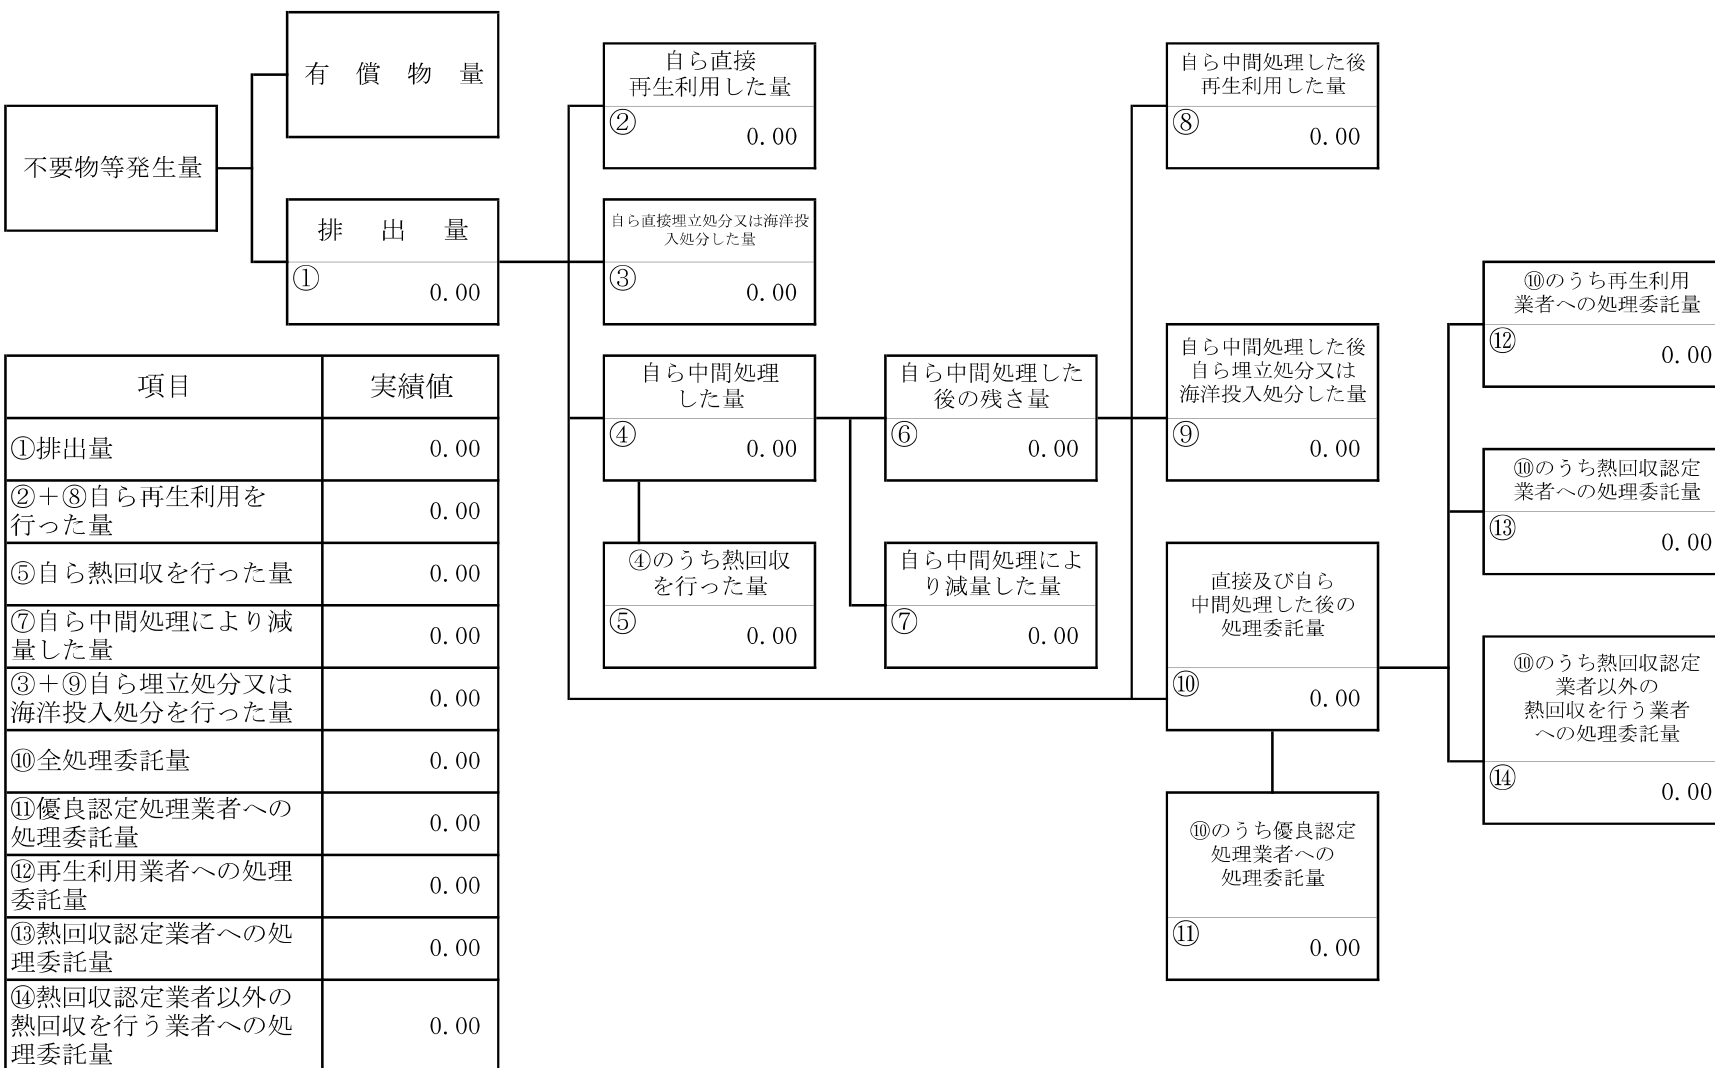 不要物等発生量
有 償 物 量
排 出 量
①
0.00
自ら直接
再生利用した量
②
0.00
自ら直接埋立処分又は海洋投
入処分した量
③
0.00
自ら中間処理
した量
④
0.00
④のうち熱回収
を行った量
⑤
0.00
自ら中間処理した
後の残さ量
⑥
0.00
自ら中間処理によ
り減量した量
⑦
0.00
自ら中間処理した後
再生利用した量
⑧
0.00
自ら中間処理した後
自ら埋立処分又は
海洋投入処分した量
⑨
0.00
直接及び自ら
中間処理した後の
処理委託量
⑩
0.00
⑩のうち優良認定
処理業者への
処理委託量
⑪
0.00
⑩のうち再生利用
業者への処理委託量
⑫
0.00
⑩のうち熱回収認定
業者への処理委託量
⑬
0.00
⑩のうち熱回収認定
業者以外の
熱回収を行う業者
への処理委託量
⑭
0.00
項目 実績値
①排出量 0.00
②＋⑧自ら再生利用を
行った量 0.00
⑤自ら熱回収を行った量 0.00
⑦自ら中間処理により減
量した量 0.00
③＋⑨自ら埋立処分又は
海洋投入処分を行った量 0.00
⑩全処理委託量 0.00
⑪優良認定処理業者への
処理委託量 0.00
⑫再生利用業者への処理
委託量 0.00
⑬熱回収認定業者への処
理委託量 0.00
⑭熱回収認定業者以外の
熱回収を行う業者への処
理委託量 0.00